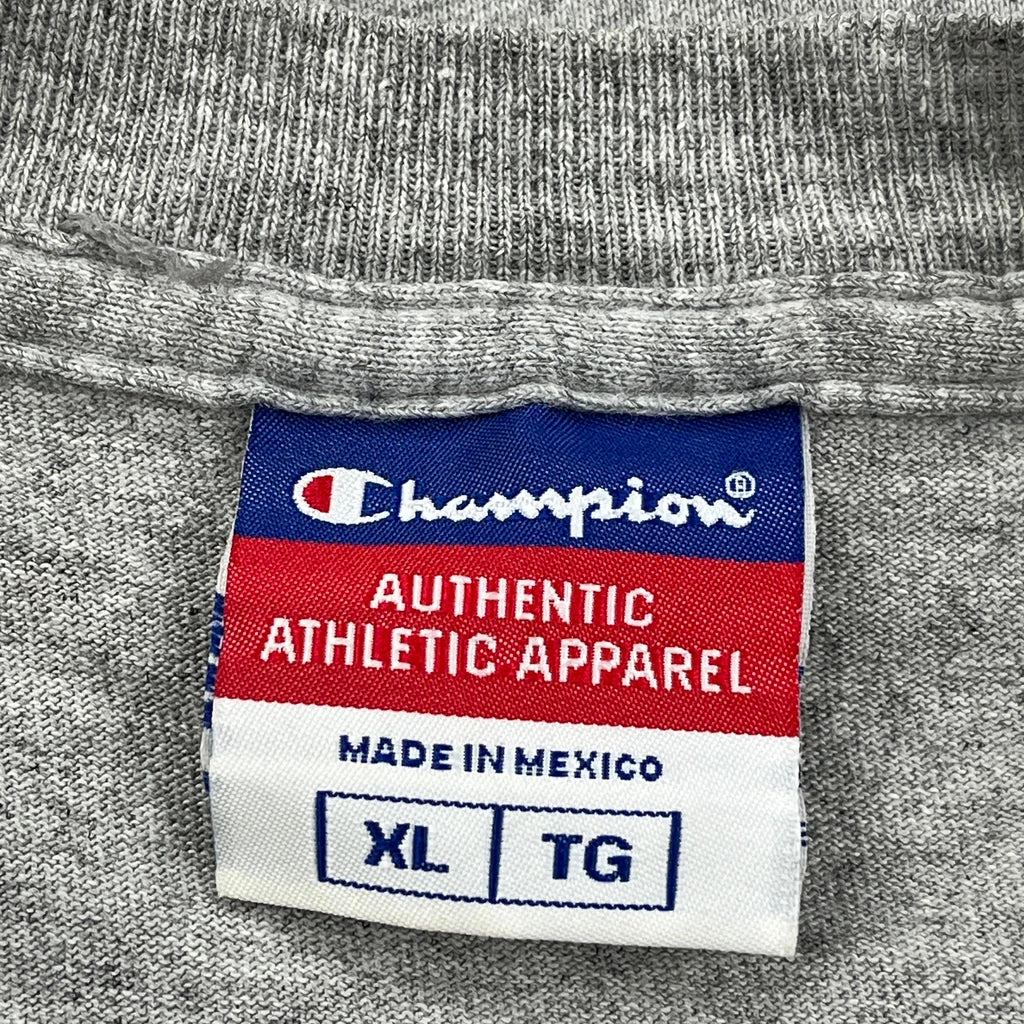 Champion®
AUTHENTIC
ATHLETIC APPAREL
MADE IN MEXICO
XL TG